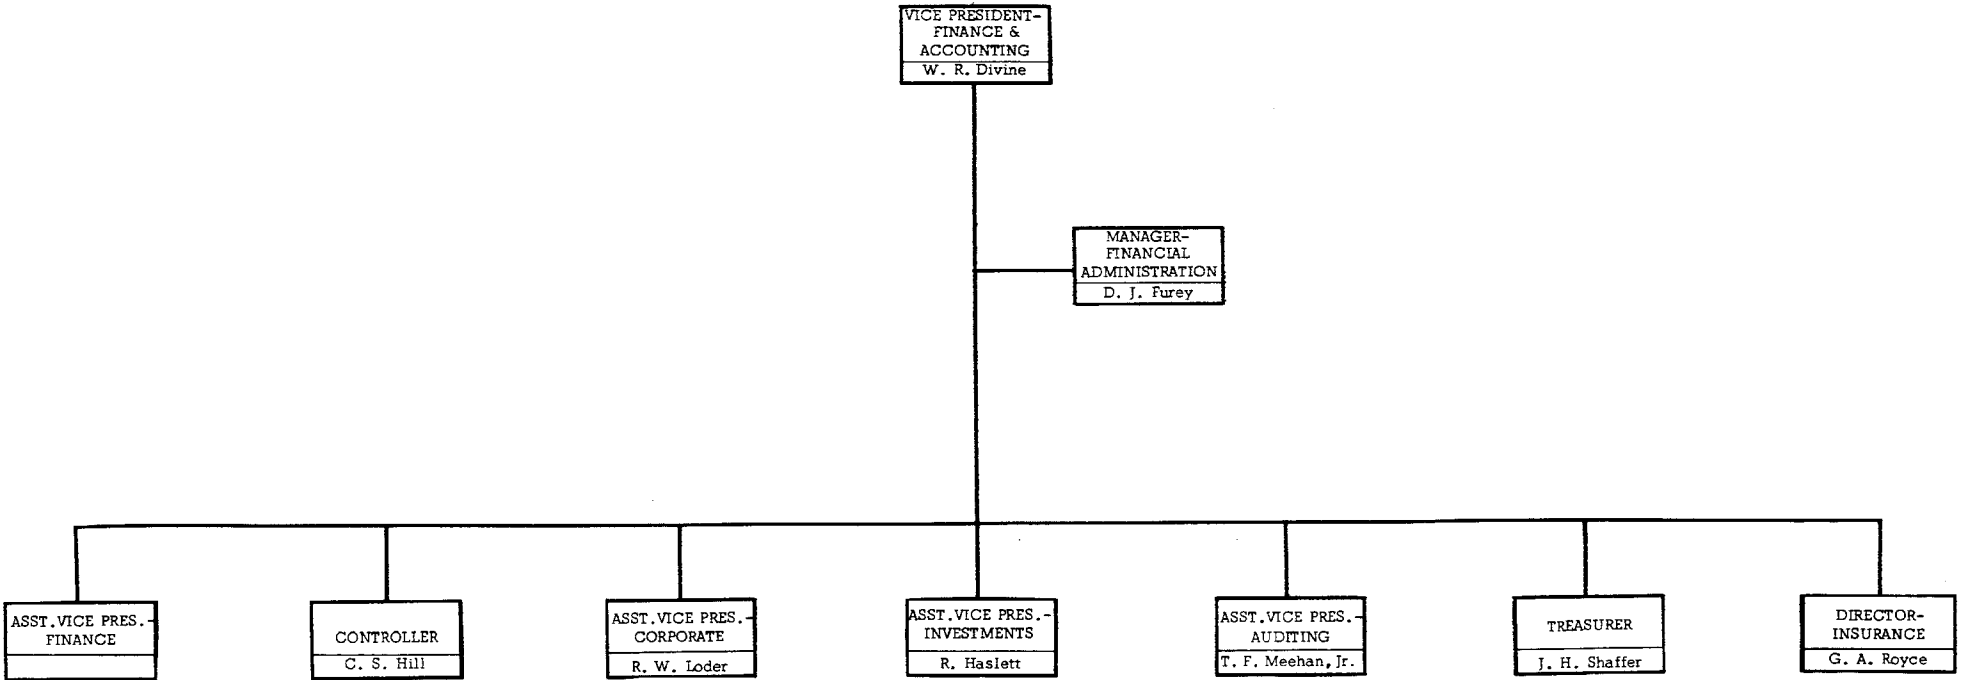 VICE PRESIDENT-
FINANCE &
ACCOUNTING
W. R. Divine
MANAGER-
FINANCIAL
ADMINISTRATION
D. J. Furey
ASST.VICE PRES.-
FINANCE
CONTROLLER
C. S. Hill
ASST.VICE PRES.-
CORPORATE
R. W. Loder
ASST.VICE PRES.-
INVESTMENTS
R. Haslett
ASST.VICE PRES.-
AUDITING
T. F. Meehan, Jr.
TREASURER
J. H. Shaffer
DIRECTOR-
INSURANCE
G. A. Royce